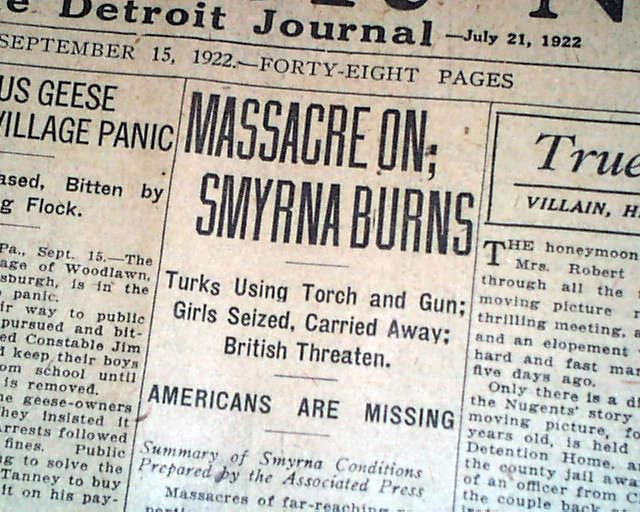 e Detroit Journal —July 21, 1922
SEPTEMBER 15, 1922.—FORTY-EIGHT PAGES
US GEESE
VILLAGE PANIC
ased, Bitten by
g Flock.
Pa., Sept. 15.—The
age of Woodlawn,
sburgh, is in the
panic.
ir way to public
pursued and bit-
ed Constable Jim
keep their boys
om school until
is removed.
e geese-owners
They insisted it
rrests followed
fines. Public
g to solve the
Tanney to buy
it on his pay-
MASSACRE ON;
SMYRNA BURNS
Turks Using Torch and Gun;
Girls Seized, Carried Away;
British Threaten.
AMERICANS ARE MISSING
Summary of Smyrna Conditions
Prepared by the Associated Press
Massacres of far-reaching
True
VILLAIN, H
THE honeymoon
Mrs. Robert
through all the
moving picture
thrilling meeting, a
and an elopement
hard and fast mar
five days ago.
Only there is a di
the Nugents' story
moving picture, fo
years old, is held
Detention Home, a
the county jail awa
of an officer from C
the couple back